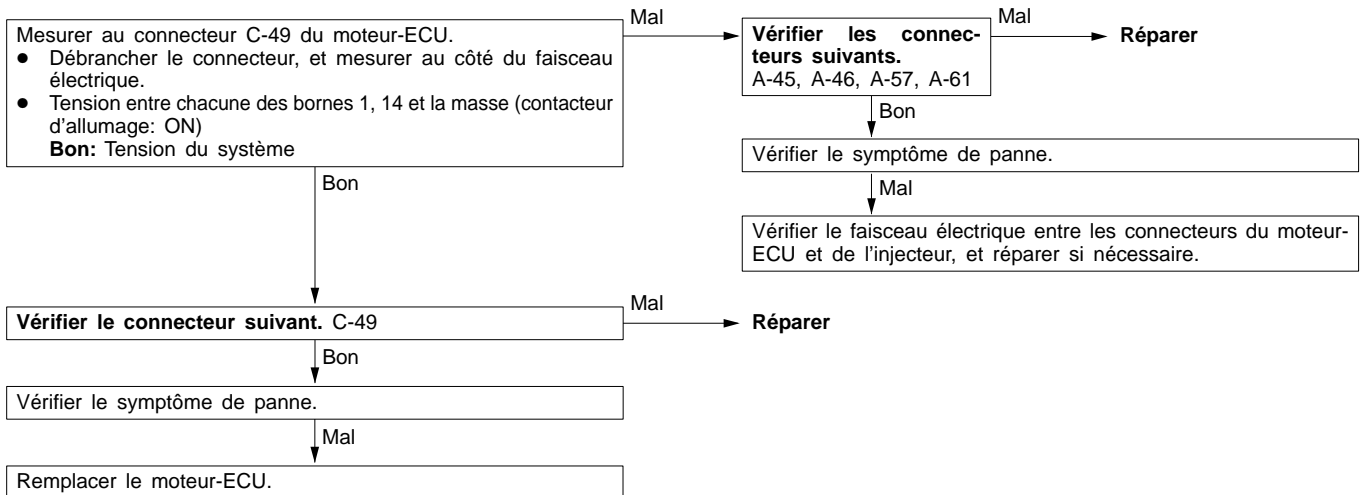 Mesurer au connecteur C-49 du moteur-ECU.
● Débrancher le connecteur, et mesurer au côté du faisceau
électrique.
● Tension entre chacune des bornes 1, 14 et la masse (contacteur
d'allumage: ON)
Bon: Tension du système
Mal
Vérifier les connec-
teurs suivants.
A-45, A-46, A-57, A-61
Mal
Réparer
Bon
Vérifier le symptôme de panne.
Mal
Vérifier le faisceau électrique entre les connecteurs du moteur-
ECU et de l'injecteur, et réparer si nécessaire.
Bon
Vérifier le connecteur suivant. C-49
Mal
Réparer
Bon
Vérifier le symptôme de panne.
Mal
Remplacer le moteur-ECU.